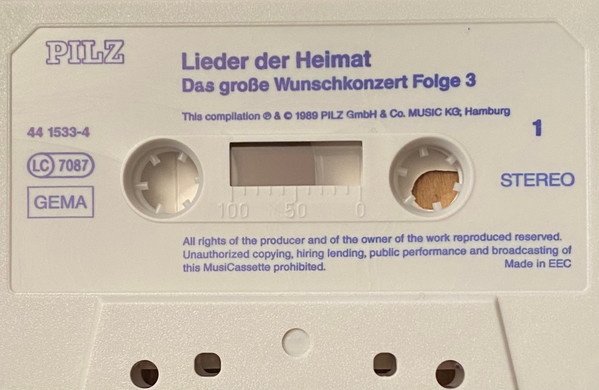 PILZ
Lieder der Heimat
Das große Wunschkonzert Folge 3
This compilation ℗ & © 1989 PILZ GmbH & Co. MUSIC KG, Hamburg
44 1533-4
1
LC 7087
STEREO
GEMA
100 50 0
All rights of the producer and of the owner of the work reproduced reserved.
Unauthorized copying, hiring lending, public performance and broadcasting of
this MusiCassette prohibited.
Made in EEC